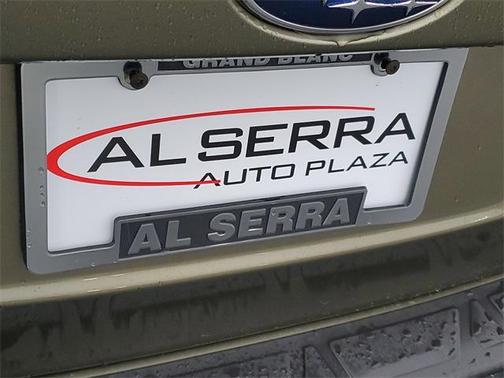 GRAND BLANC
AL SERRA
AUTO PLAZA
AL SERRA